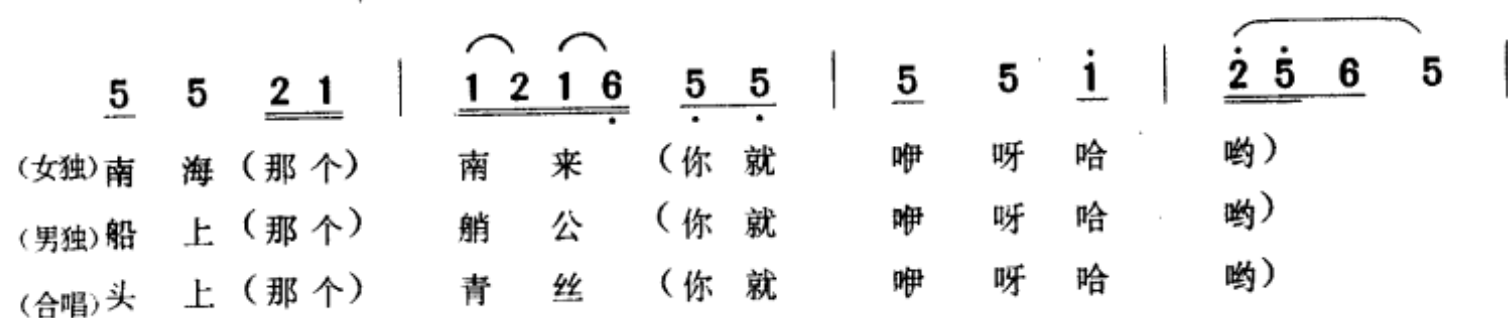 5 5 2 1 | 1 2 1 6 5 5 | 5 5 1 | 2 5 6 5 |
(女独)南 海 (那 个) 南 来 (你 就 咿 呀 哈 哟)
(男独)船 上 (那 个) 艄 公 (你 就 咿 呀 哈 哟)
(合唱)头 上 (那 个) 青 丝 (你 就 咿 呀 哈 哟)